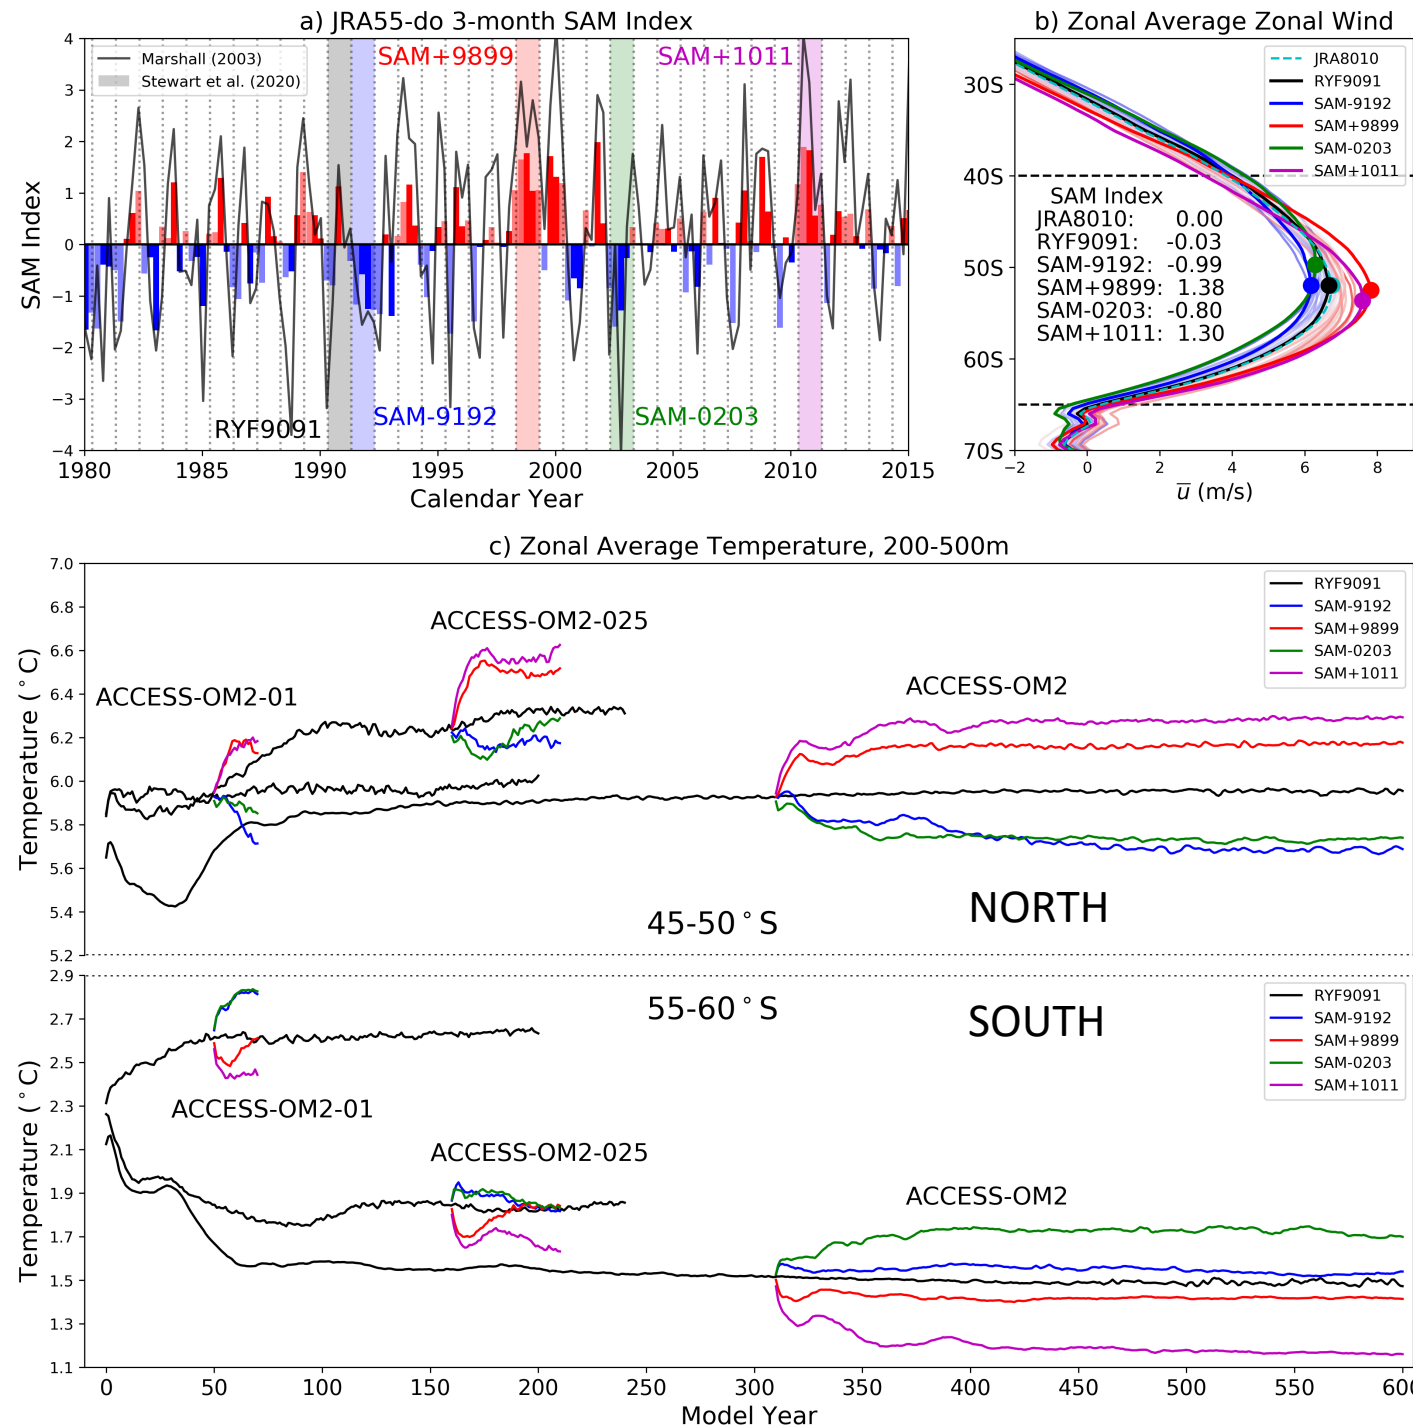 a) JRA55-do 3-month SAM Index
4
3
2
1
0
−1
−2
−3
−4
SAM Index
Marshall (2003)
Stewart et al. (2020)
SAM+9899
SAM+1011
RYF9091
SAM-9192
SAM-0203
1980 1985 1990 1995 2000 2005 2010 2015
Calendar Year
b) Zonal Average Zonal Wind
JRA8010
RYF9091
SAM-9192
SAM+9899
SAM-0203
SAM+1011
30S
40S
50S
60S
70S
SAM Index
JRA8010: 0.00
RYF9091: -0.03
SAM-9192: -0.99
SAM+9899: 1.38
SAM-0203: -0.80
SAM+1011: 1.30
−2 0 2 4 6 8
u̅ (m/s)
c) Zonal Average Temperature, 200-500m
7.0
6.8
6.6
6.4
6.2
6.0
5.8
5.6
5.4
5.2
Temperature (°C)
RYF9091
SAM-9192
SAM+9899
SAM-0203
SAM+1011
ACCESS-OM2-01
ACCESS-OM2-025
ACCESS-OM2
45-50°S
NORTH
2.9
2.7
2.5
2.3
2.1
1.9
1.7
1.5
1.3
1.1
Temperature (°C)
55-60°S
SOUTH
RYF9091
SAM-9192
SAM+9899
SAM-0203
SAM+1011
ACCESS-OM2-01
ACCESS-OM2-025
ACCESS-OM2
0 50 100 150 200 250 300 350 400 450 500 550 600
Model Year